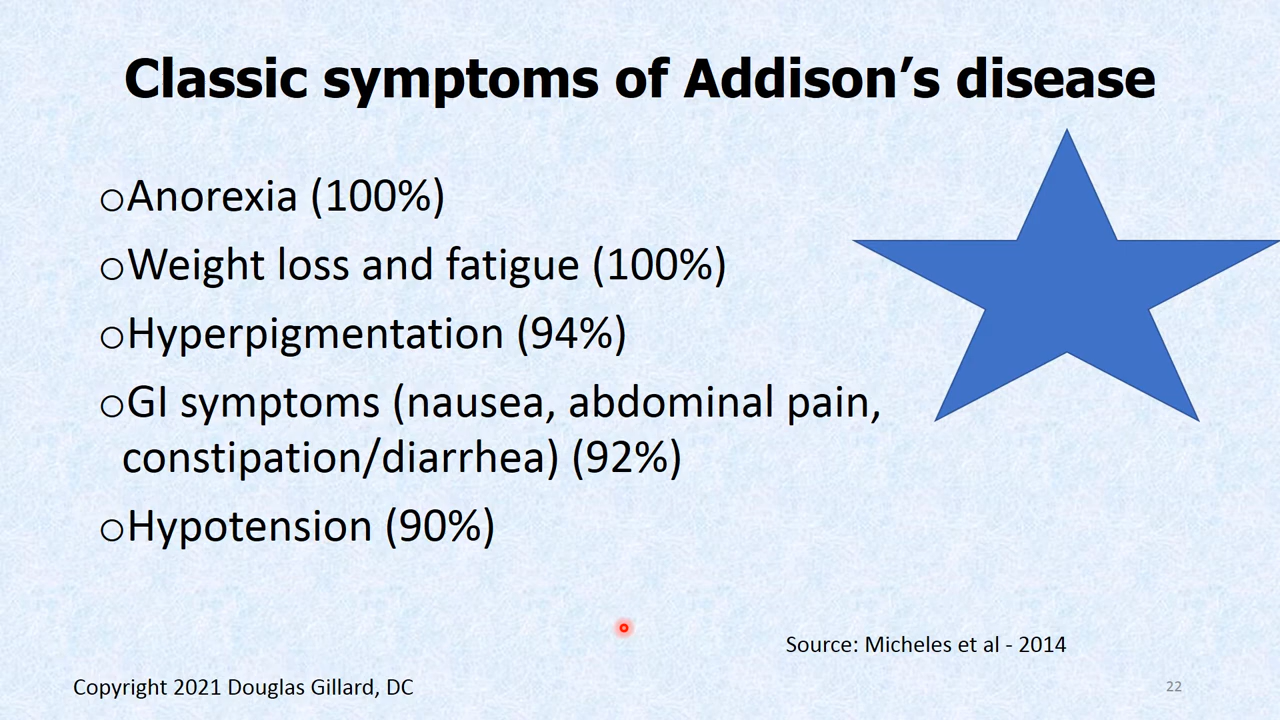 Classic symptoms of Addison’s disease
oAnorexia (100%)
oWeight loss and fatigue (100%)
oHyperpigmentation (94%)
oGI symptoms (nausea, abdominal pain,
constipation/diarrhea) (92%)
oHypotension (90%)
Source: Micheles et al - 2014
Copyright 2021 Douglas Gillard, DC
22